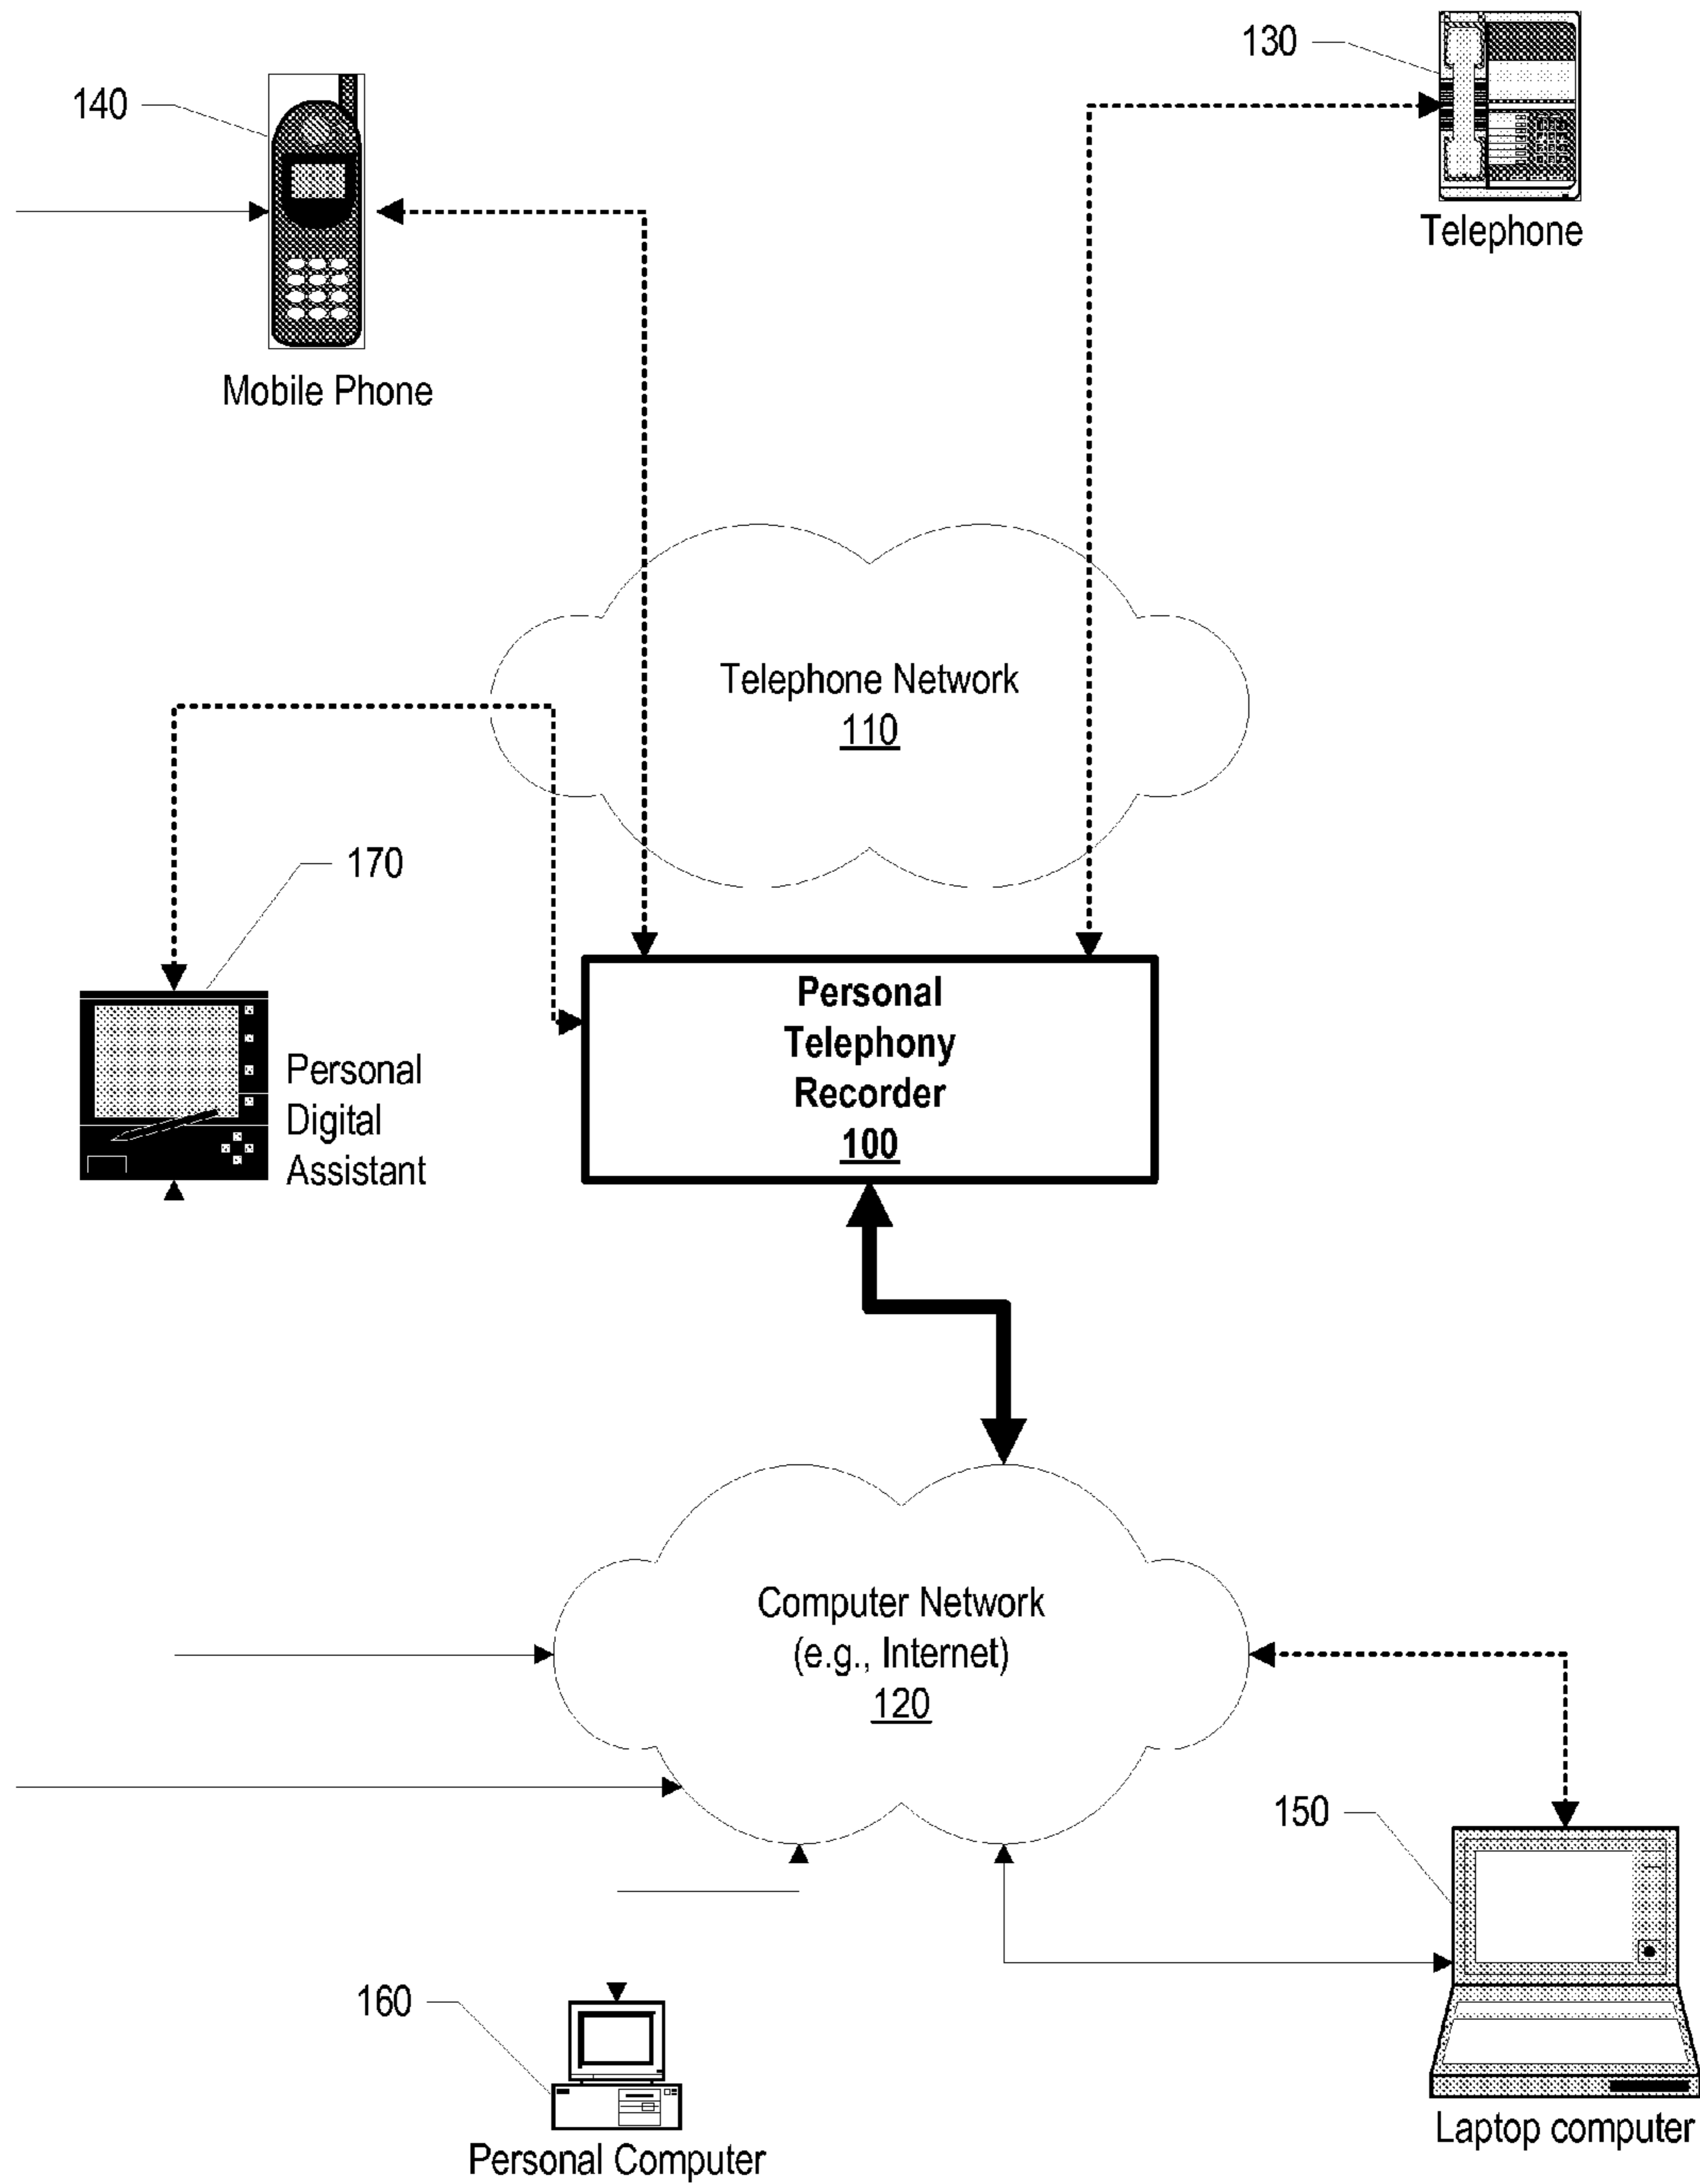 130
140
Telephone
Mobile Phone
Telephone Network
110
170
Personal
Telephony
Recorder
100
Personal
Digital
Assistant
Computer Network
(e.g., Internet)
120
150
160
Laptop computer
Personal Computer